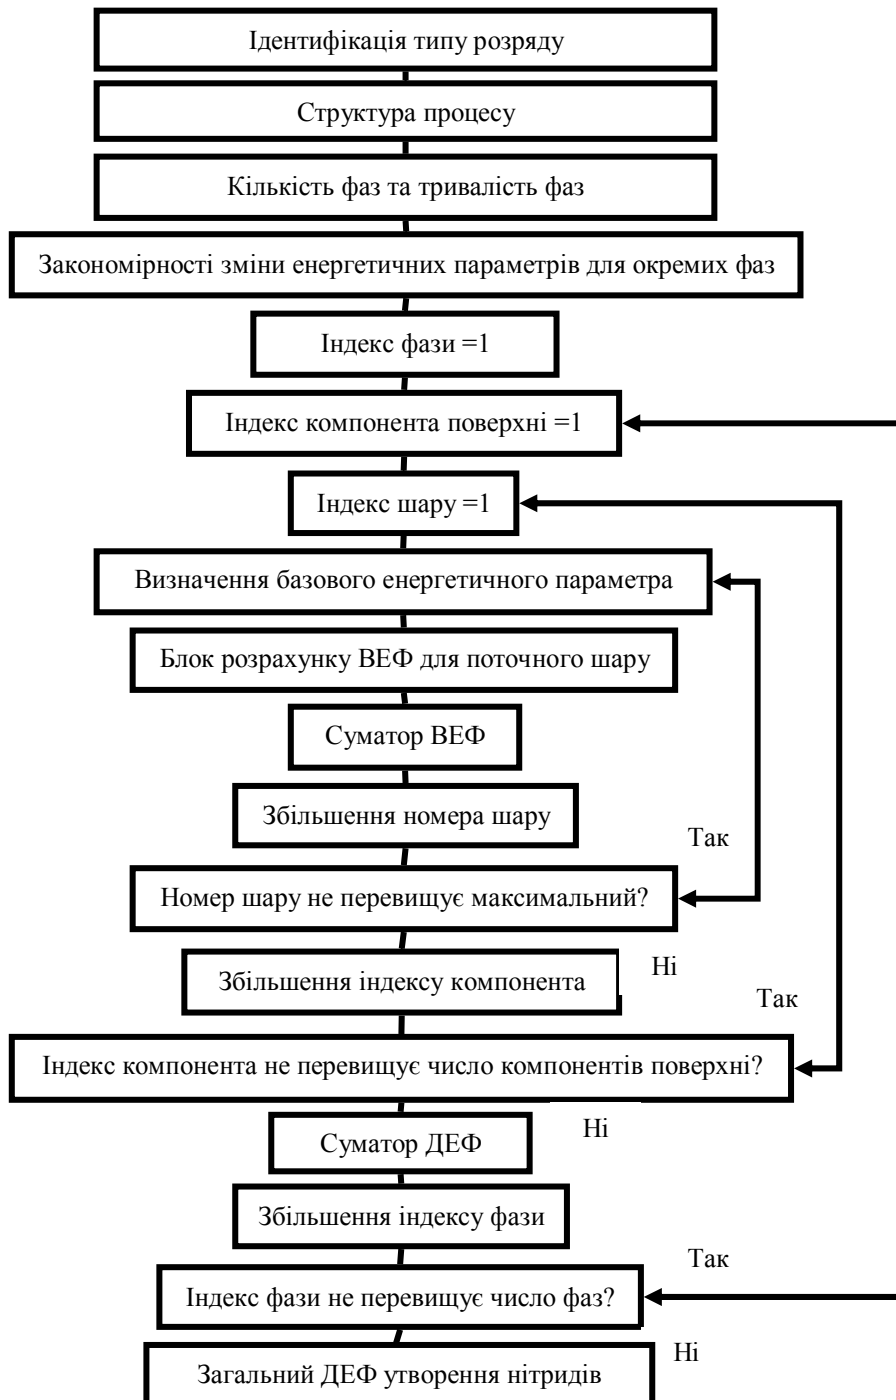 Ідентифікація типу розряду
Структура процесу
Кількість фаз та тривалість фаз
Закономірності зміни енергетичних параметрів для окремих фаз
Індекс фази =1
Індекс компонента поверхні =1
Індекс шару =1
Визначення базового енергетичного параметра
Блок розрахунку ВЕФ для поточного шару
Суматор ВЕФ
Збільшення номера шару
Так
Номер шару не перевищує максимальний?
Ні
Збільшення індексу компонента
Так
Індекс компонента не перевищує число компонентів поверхні?
Ні
Суматор ДЕФ
Збільшення індексу фази
Так
Індекс фази не перевищує число фаз?
Ні
Загальний ДЕФ утворення нітридів